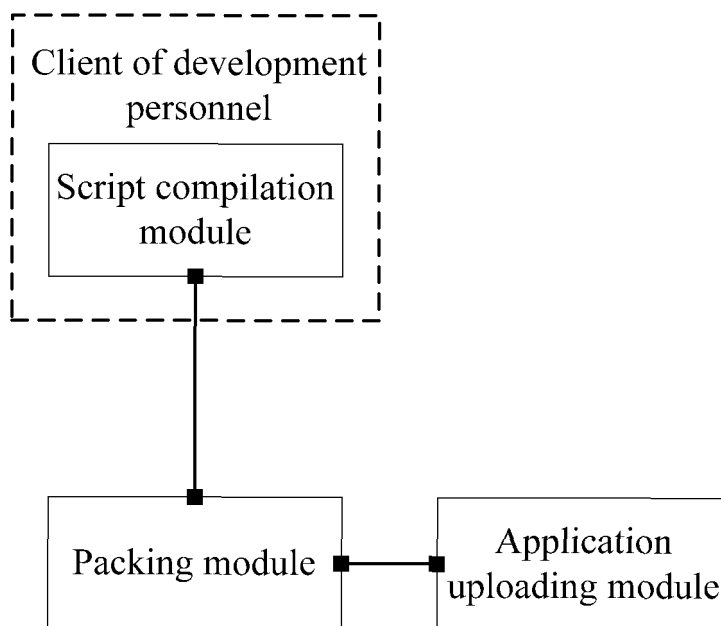 Client of development
personnel
Script compilation
module
Packing module
Application
uploading module